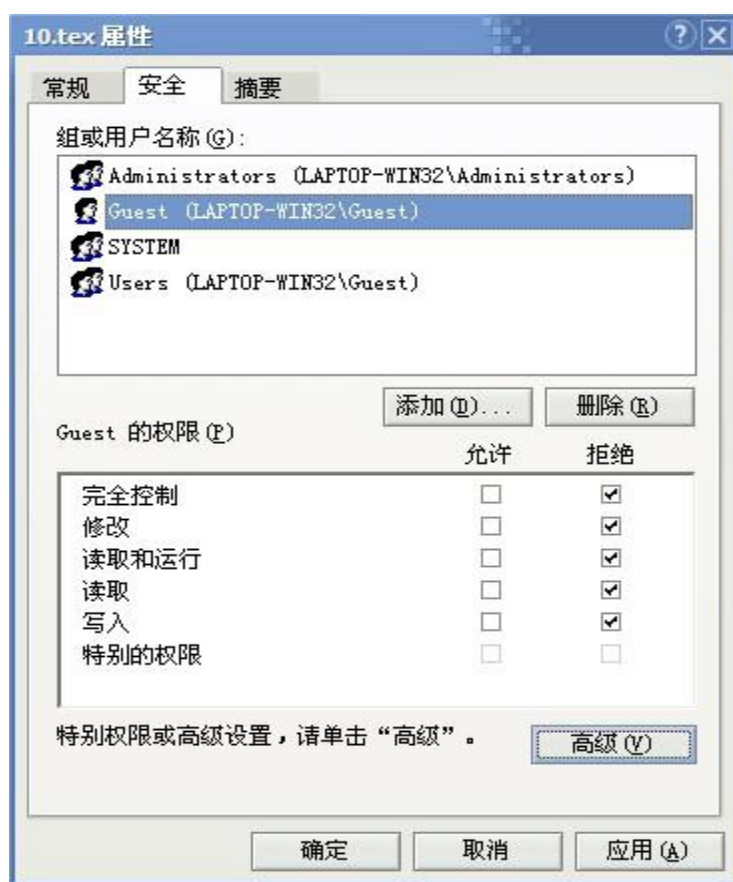 10.tex 属性
常规 安全 摘要
组或用户名称(G):
Administrators (LAPTOP-WIN32\Administrators)
Guest (LAPTOP-WIN32\Guest)
SYSTEM
Users (LAPTOP-WIN32\Guest)
添加(D)... 删除(R)
Guest 的权限(P) 允许 拒绝
完全控制
修改
读取和运行
读取
写入
特别的权限
特别权限或高级设置,请单击“高级”。 高级(V)
确定 取消 应用(A)